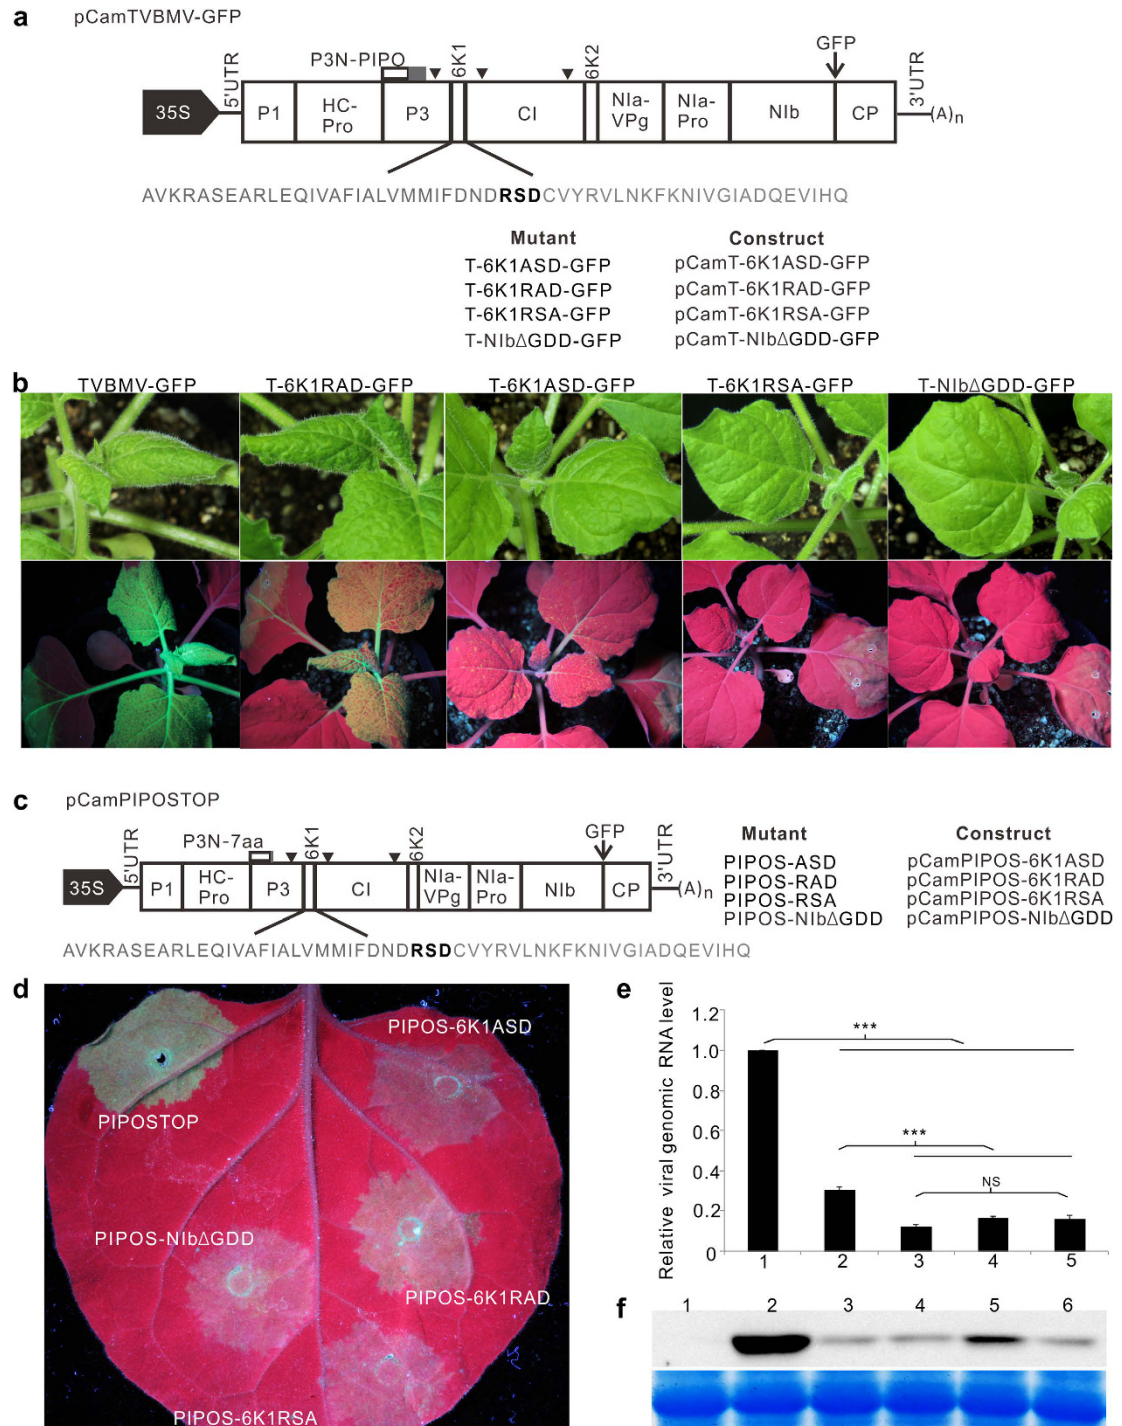 a
pCamTVBMV-GFP
P3N-PIPO
6K1
6K2
GFP
35S
5'UTR
P1
HC-Pro
P3
CI
NIa-VPg
NIa-Pro
NIb
CP
3'UTR
(A)n
AVKRASEARLEQIVAFIALVMMIFDNDRSDCVYRVLNKFKNIVGIADQEVIHQ
Mutant Construct
T-6K1ASD-GFP pCamT-6K1ASD-GFP
T-6K1RAD-GFP pCamT-6K1RAD-GFP
T-6K1RSA-GFP pCamT-6K1RSA-GFP
T-NIbΔGDD-GFP pCamT-NIbΔGDD-GFP
b
TVBMV-GFP T-6K1RAD-GFP T-6K1ASD-GFP T-6K1RSA-GFP T-NIbΔGDD-GFP
c
pCamPIPOSTOP
P3N-7aa
6K1
6K2
GFP
35S
5'UTR
P1
HC-Pro
P3
CI
NIa-VPg
NIa-Pro
NIb
CP
3'UTR
(A)n
AVKRASEARLEQIVAFIALVMMIFDNDRSDCVYRVLNKFKNIVGIADQEVIHQ
Mutant Construct
PIPOS-ASD pCamPIPOS-6K1ASD
PIPOS-RAD pCamPIPOS-6K1RAD
PIPOS-RSA pCamPIPOS-6K1RSA
PIPOS-NIbΔGDD pCamPIPOS-NIbΔGDD
d
PIPOS-6K1ASD
PIPOSTOP
PIPOS-NIbΔGDD
PIPOS-6K1RAD
PIPOS-6K1RSA
e
Relative viral genomic RNA level
1.2
1.0
0.8
0.6
0.4
0.2
0
***
***
NS
1 2 3 4 5
f
1 2 3 4 5 6